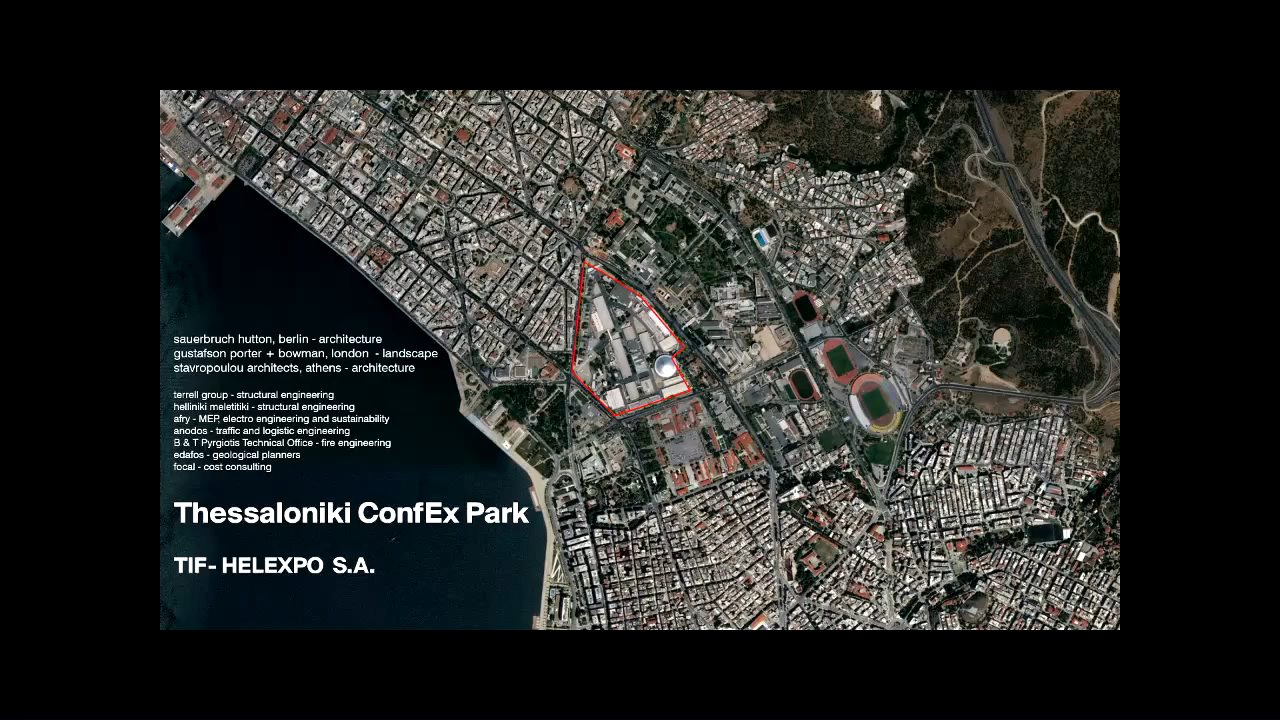 sauerbruch hutton, berlin - architecture
gustafson porter + bowman, london - landscape
stavropoulou architects, athens - architecture
terrell group - structural engineering
helliniki meletitiki - structural engineering
afry - MEP, electro engineering and sustainability
anodos - traffic and logistic engineering
B & T Pyrgiotis Technical Office - fire engineering
edafos - geological planners
focal - cost consulting
Thessaloniki ConfEx Park
TIF- HELEXPO S.A.